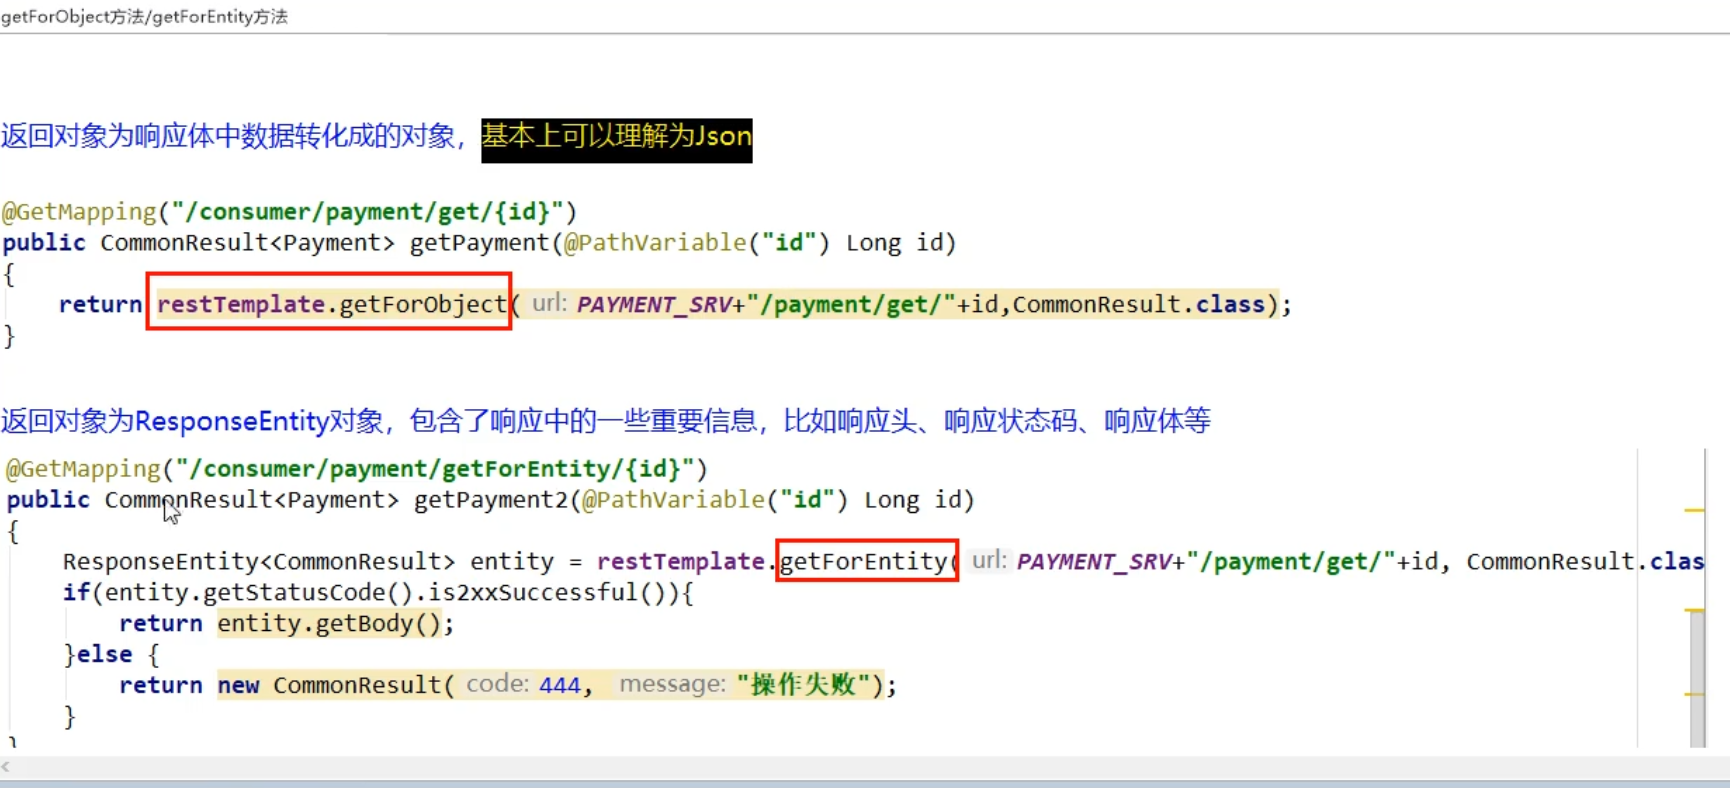 getForObject方法/getForEntity方法
返回对象为响应体中数据转化成的对象，基本上可以理解为Json
@GetMapping("/consumer/payment/get/{id}")
public CommonResult<Payment> getPayment(@PathVariable("id") Long id)
{
return restTemplate.getForObject( url: PAYMENT_SRV+"/payment/get/"+id,CommonResult.class);
}
返回对象为ResponseEntity对象，包含了响应中的一些重要信息，比如响应头、响应状态码、响应体等
@GetMapping("/consumer/payment/getForEntity/{id}")
public CommonResult<Payment> getPayment2(@PathVariable("id") Long id)
{
ResponseEntity<CommonResult> entity = restTemplate.getForEntity( url: PAYMENT_SRV+"/payment/get/"+id, CommonResult.clas
if(entity.getStatusCode().is2xxSuccessful()){
return entity.getBody();
}else {
return new CommonResult( code: 444, message: "操作失败");
}
}